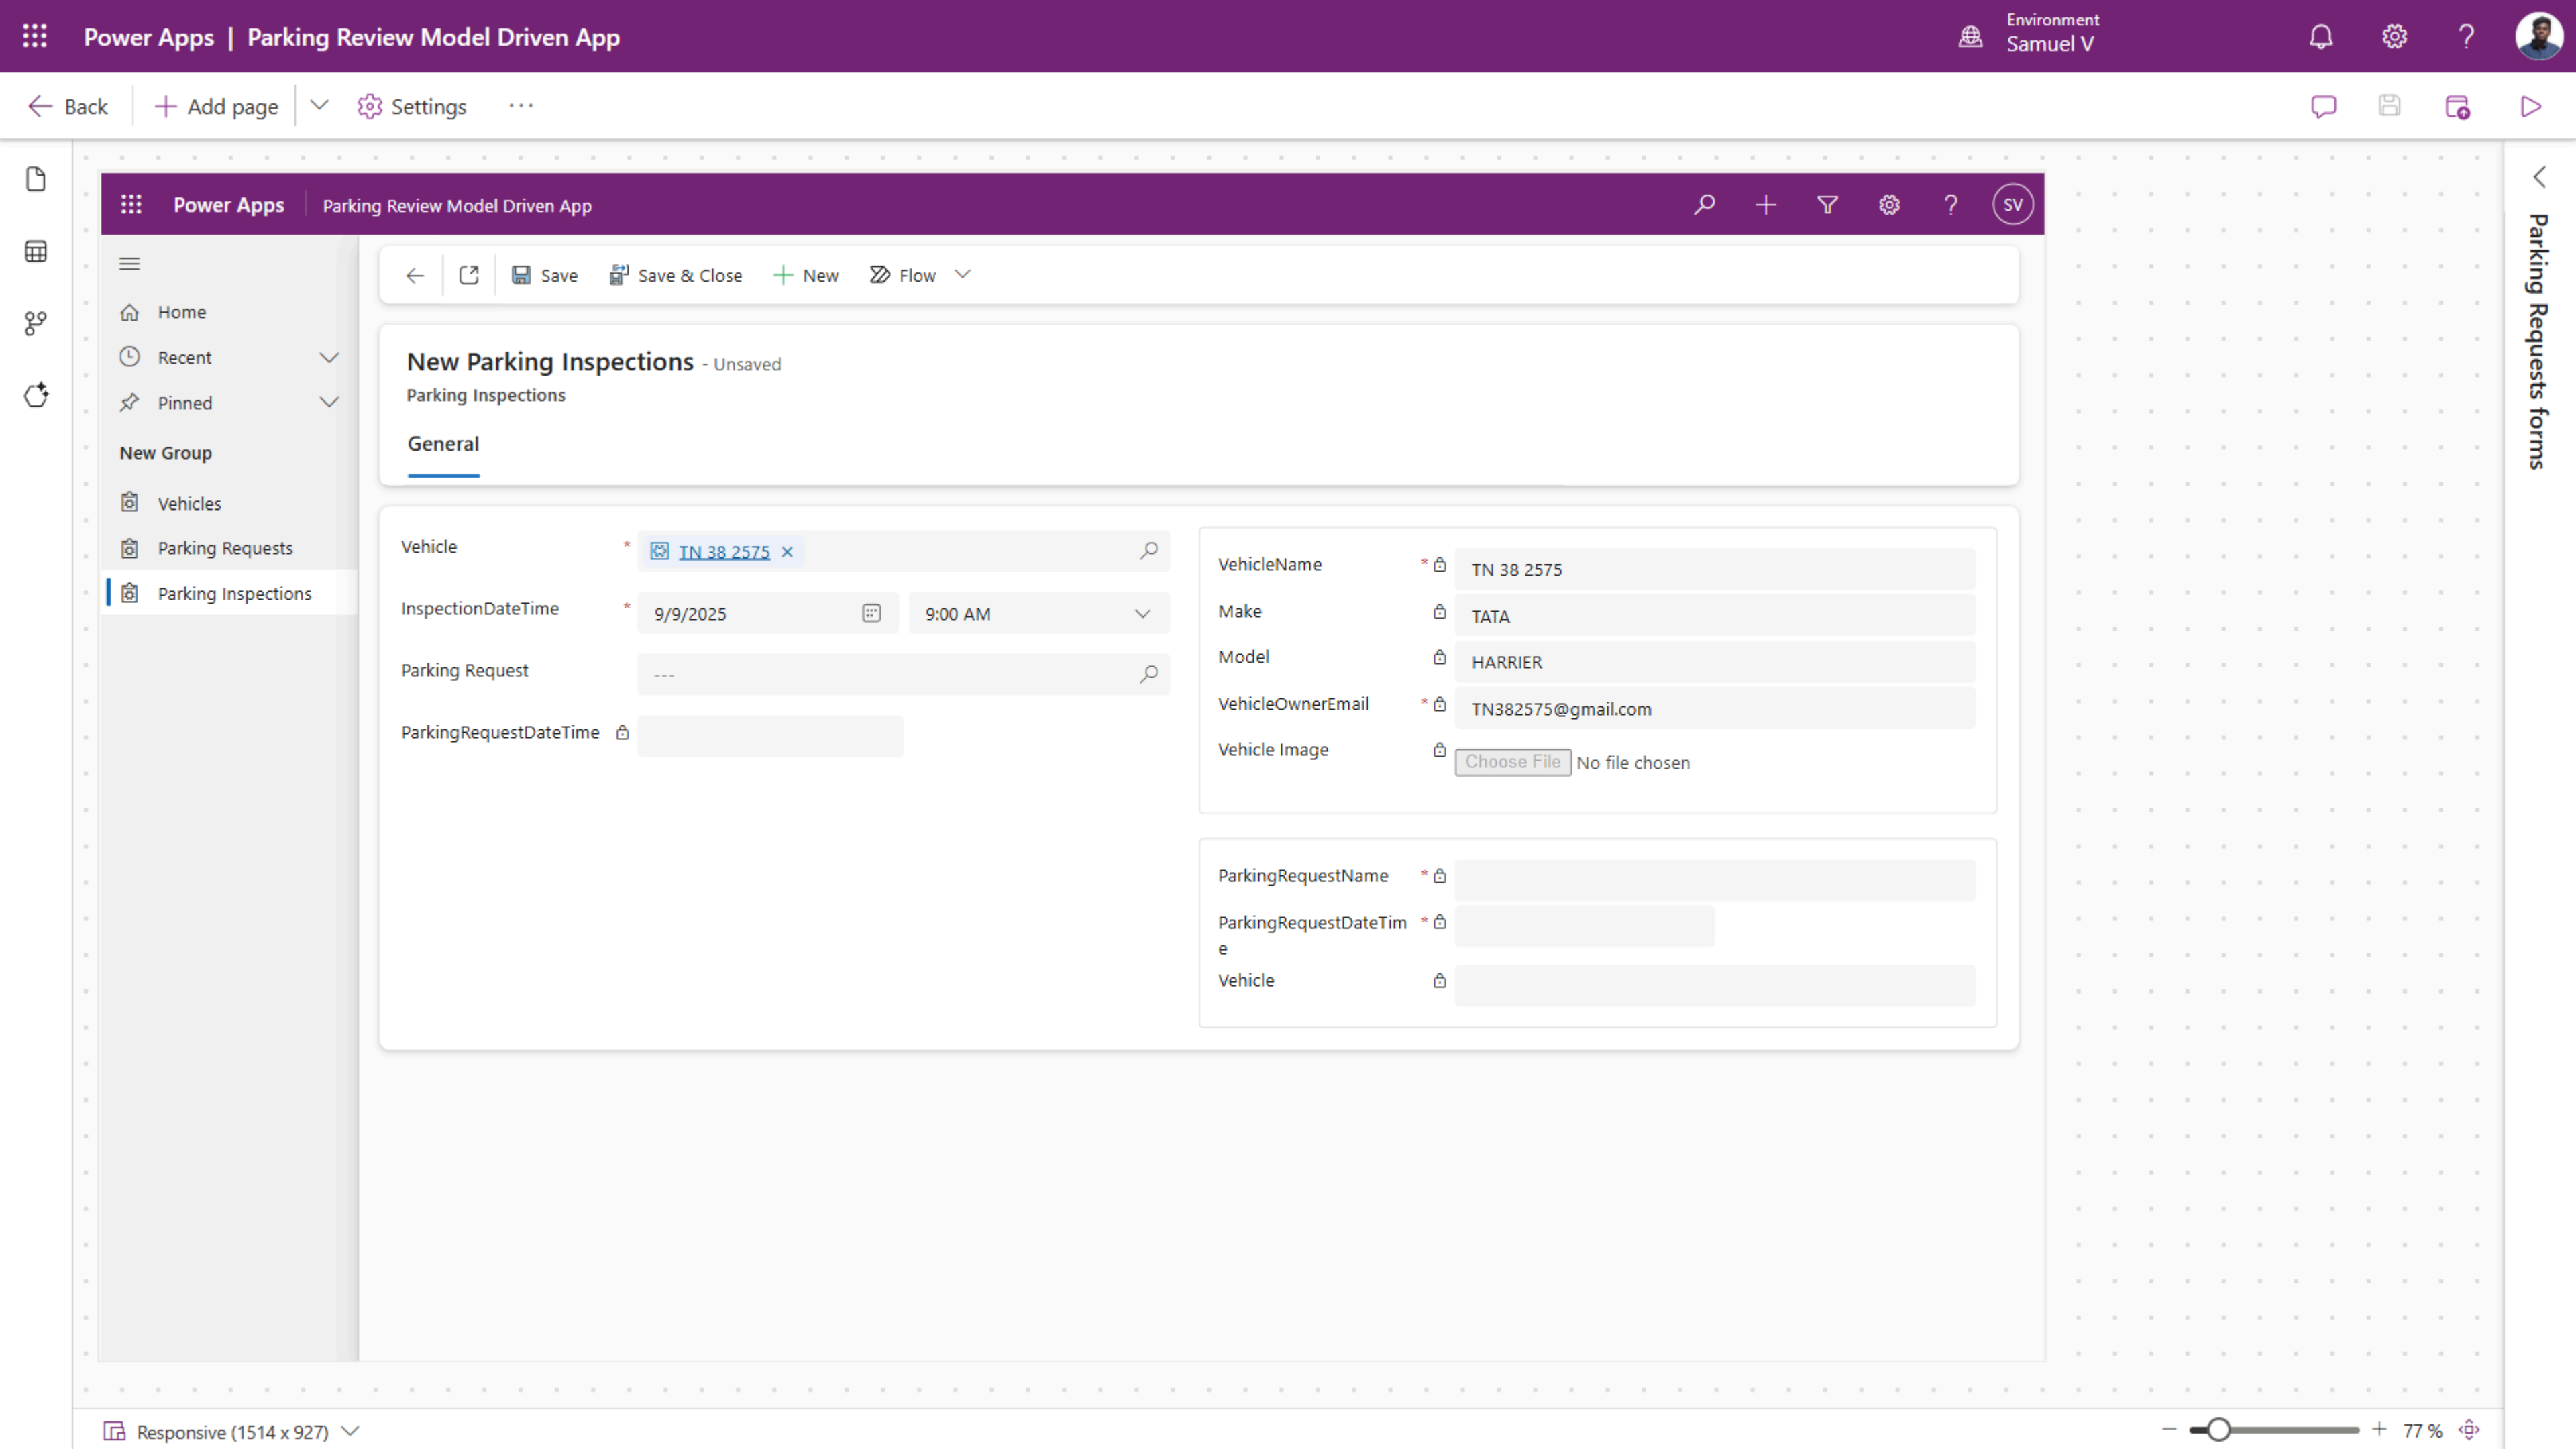 Power Apps | Parking Review Model Driven App
Environment
Samuel V
Back
Add page
Settings
Power Apps
Parking Review Model Driven App
SV
Home
Recent
Pinned
New Group
Vehicles
Parking Requests
Parking Inspections
Save
Save & Close
New
Flow
New Parking Inspections - Unsaved
Parking Inspections
General
Vehicle * TN 38 2575
InspectionDateTime * 9/9/2025 9:00 AM
Parking Request ---
ParkingRequestDateTime
VehicleName * TN 38 2575
Make TATA
Model HARRIER
VehicleOwnerEmail * TN382575@gmail.com
Vehicle Image Choose File No file chosen
ParkingRequestName *
ParkingRequestDateTim *
e
Vehicle
Parking Requests forms
Responsive (1514 x 927)
77 %